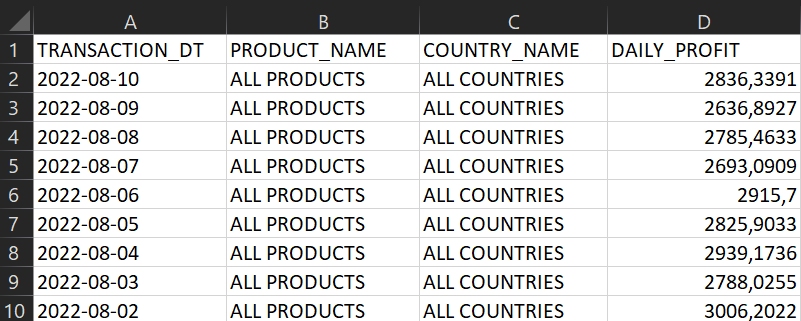 A B C D
1 TRANSACTION_DT PRODUCT_NAME COUNTRY_NAME DAILY_PROFIT
2 2022-08-10 ALL PRODUCTS ALL COUNTRIES 2836,3391
3 2022-08-09 ALL PRODUCTS ALL COUNTRIES 2636,8927
4 2022-08-08 ALL PRODUCTS ALL COUNTRIES 2785,4633
5 2022-08-07 ALL PRODUCTS ALL COUNTRIES 2693,0909
6 2022-08-06 ALL PRODUCTS ALL COUNTRIES 2915,7
7 2022-08-05 ALL PRODUCTS ALL COUNTRIES 2825,9033
8 2022-08-04 ALL PRODUCTS ALL COUNTRIES 2939,1736
9 2022-08-03 ALL PRODUCTS ALL COUNTRIES 2788,0255
10 2022-08-02 ALL PRODUCTS ALL COUNTRIES 3006,2022